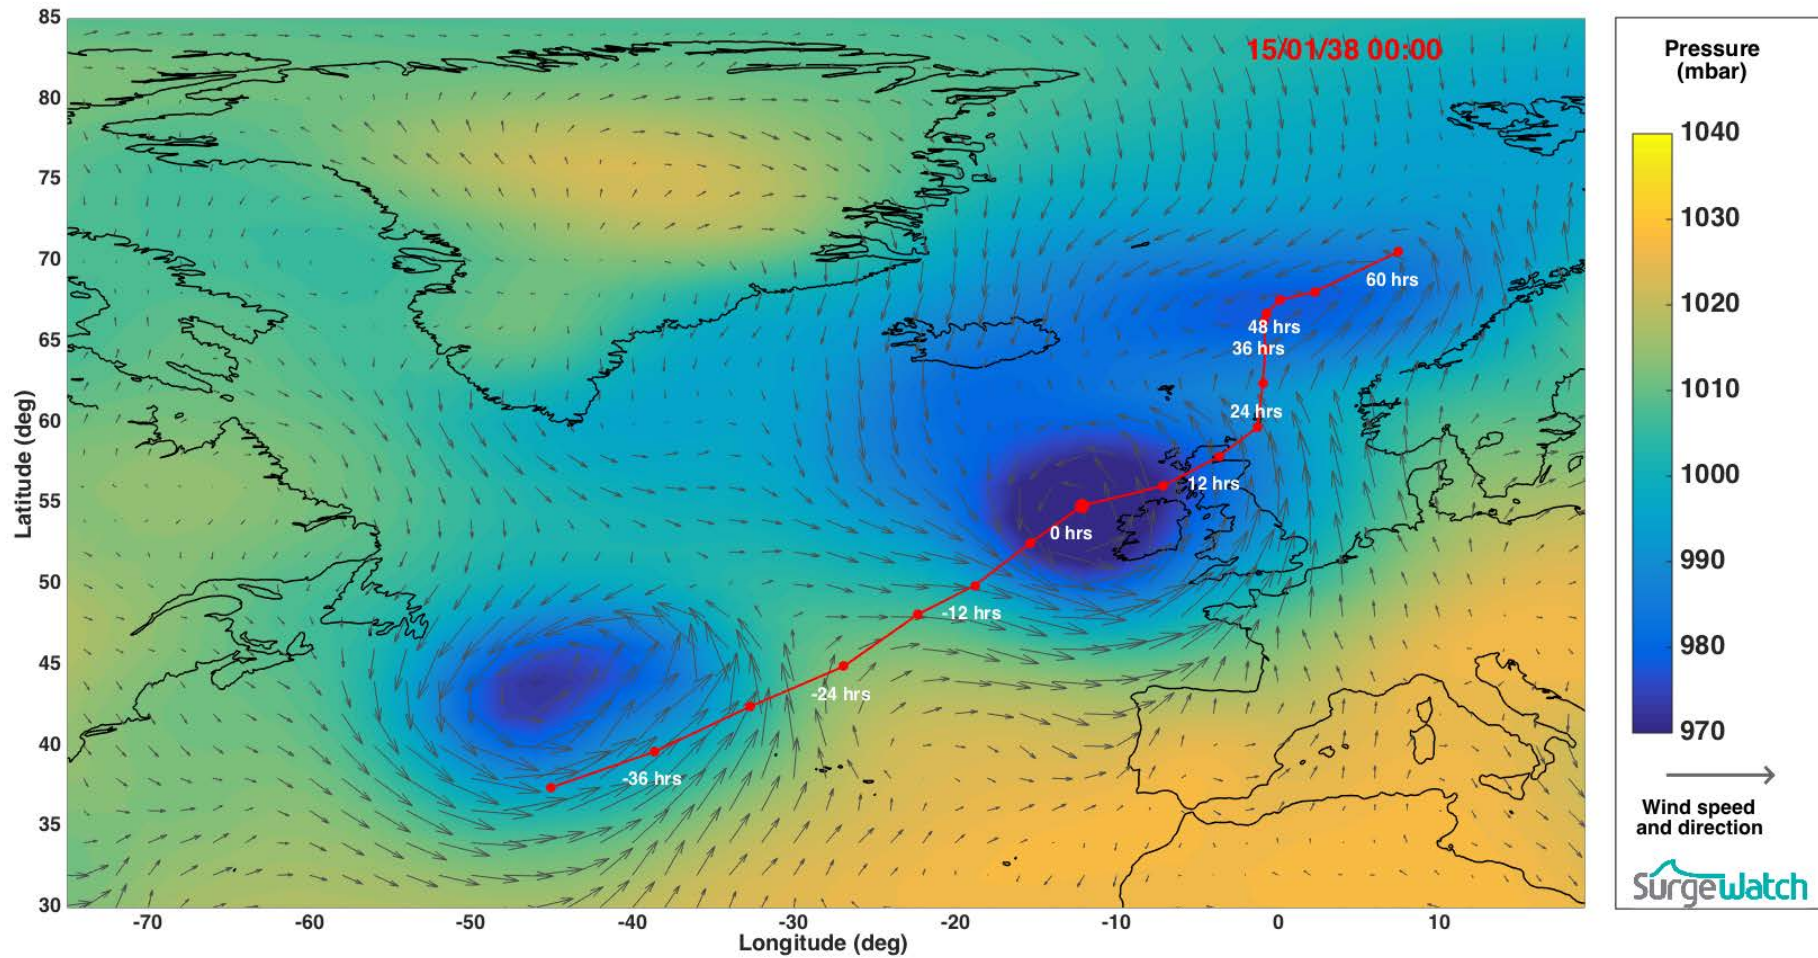 85
80
75
70
65
60
55
50
45
40
35
30
Latitude (deg)
15/01/38 00:00
60 hrs
48 hrs
36 hrs
24 hrs
12 hrs
0 hrs
-12 hrs
-24 hrs
-36 hrs
-70 -60 -50 -40 -30 -20 -10 0 10
Longitude (deg)
Pressure
(mbar)
1040
1030
1020
1010
1000
990
980
970
Wind speed
and direction
SurgeWatch